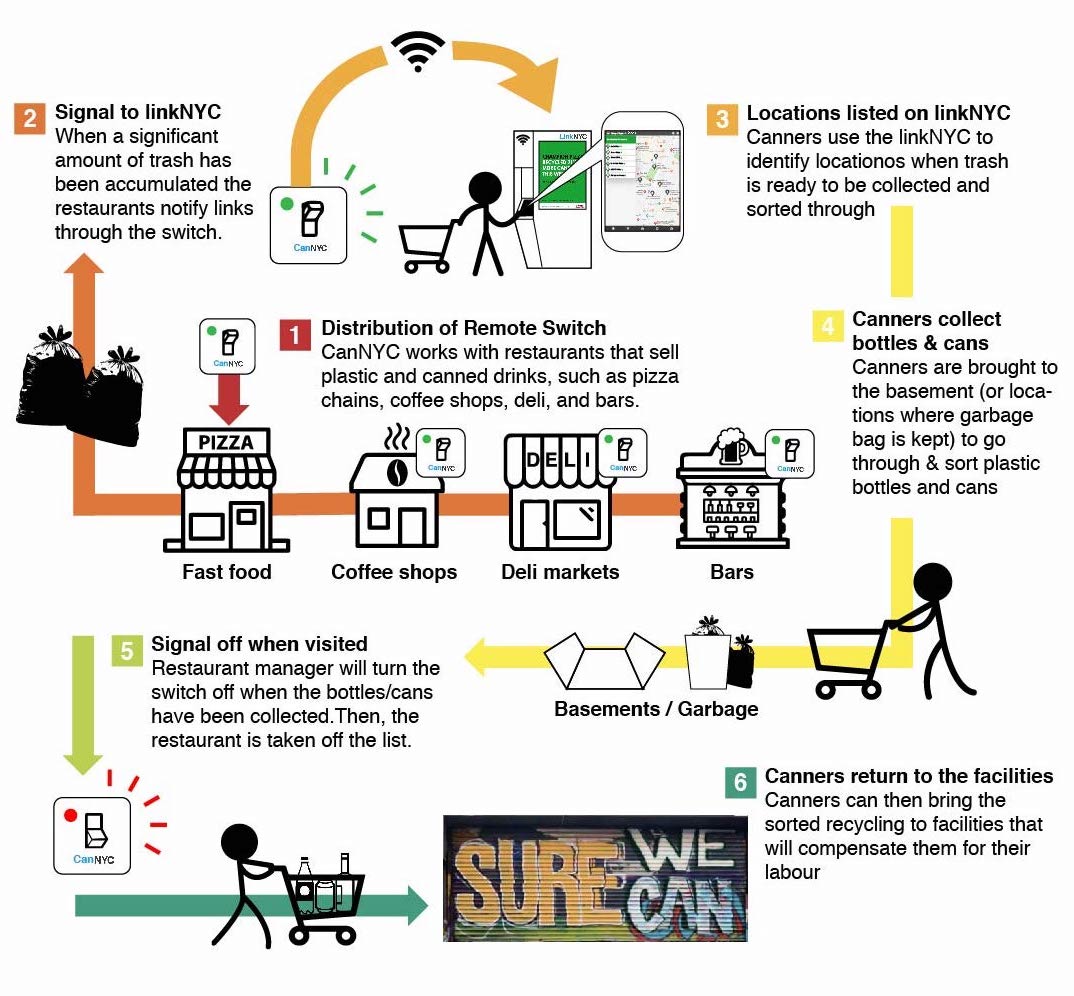 2
Signal to linkNYC
When a significant
amount of trash has
been accumulated the
restaurants notify links
through the switch.
CanNYC
LinkNYC
3
Locations listed on linkNYC
Canners use the linkNYC to
identify locationos when trash
is ready to be collected and
sorted through
CanNYC
1
Distribution of Remote Switch
CanNYC works with restaurants that sell
plastic and canned drinks, such as pizza
chains, coffee shops, deli, and bars.
4
Canners collect
bottles & cans
Canners are brought to
the basement (or loca-
tions where garbage
bag is kept) to go
through & sort plastic
bottles and cans
PIZZA
CanNYC
DELI
CanNYC
CanNYC
Fast food
Coffee shops
Deli markets
Bars
5
Signal off when visited
Restaurant manager will turn the
switch off when the bottles/cans
have been collected.Then, the
restaurant is taken off the list.
Basements / Garbage
CanNYC
6
Canners return to the facilities
Canners can then bring the
sorted recycling to facilities that
will compensate them for their
labour
SURE WE
CAN